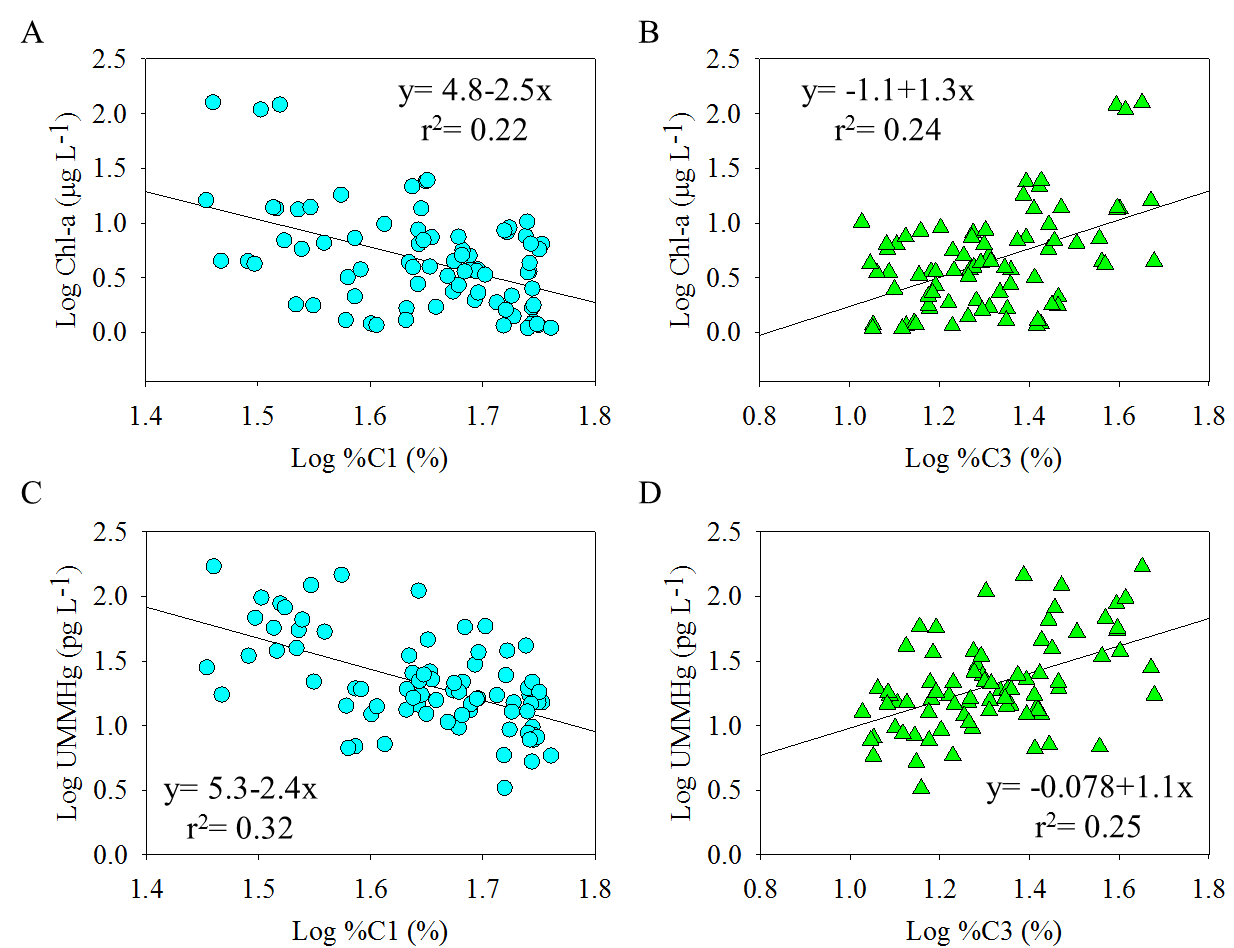 A
B
2.5
2.0
1.5
1.0
0.5
0.0
Log Chl-a (µg L-1)
y= 4.8-2.5x
r2= 0.22
1.4 1.5 1.6 1.7 1.8
Log %C1 (%)
2.5
2.0
1.5
1.0
0.5
0.0
Log Chl-a (µg L-1)
y= -1.1+1.3x
r2= 0.24
0.8 1.0 1.2 1.4 1.6 1.8
Log %C3 (%)
C
D
2.5
2.0
1.5
1.0
0.5
0.0
Log UMMHg (pg L-1)
y= 5.3-2.4x
r2= 0.32
1.4 1.5 1.6 1.7 1.8
Log %C1 (%)
2.5
2.0
1.5
1.0
0.5
0.0
Log UMMHg (pg L-1)
y= -0.078+1.1x
r2= 0.25
0.8 1.0 1.2 1.4 1.6 1.8
Log %C3 (%)